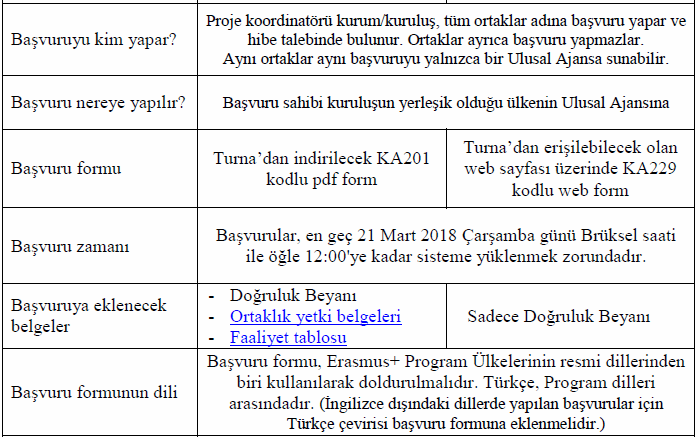 Başvuruyu kim yapar?
Proje koordinatörü kurum/kuruluş, tüm ortaklar adına başvuru yapar ve
hibe talebinde bulunur. Ortaklar ayrıca başvuru yapmazlar.
Aynı ortaklar aynı başvuruyu yalnızca bir Ulusal Ajansa sunabilir.
Başvuru nereye yapılır?
Başvuru sahibi kuruluşun yerleşik olduğu ülkenin Ulusal Ajansına
Başvuru formu
Turna’dan indirilecek KA201
kodlu pdf form
Turna’dan erişilebilecek olan
web sayfası üzerinde KA229
kodlu web form
Başvuru zamanı
Başvurular, en geç 21 Mart 2018 Çarşamba günü Brüksel saati
ile öğle 12:00'ye kadar sisteme yüklenmek zorundadır.
Başvuruya eklenecek
belgeler
- Doğruluk Beyanı
- Ortaklık yetki belgeleri
- Faaliyet tablosu
Sadece Doğruluk Beyanı
Başvuru formunun dili
Başvuru formu, Erasmus+ Program Ülkelerinin resmi dillerinden
biri kullanılarak doldurulmalıdır. Türkçe, Program dilleri
arasındadır. (İngilizce dışındaki dillerde yapılan başvurular için
Türkçe çevirisi başvuru formuna eklenmelidir.)